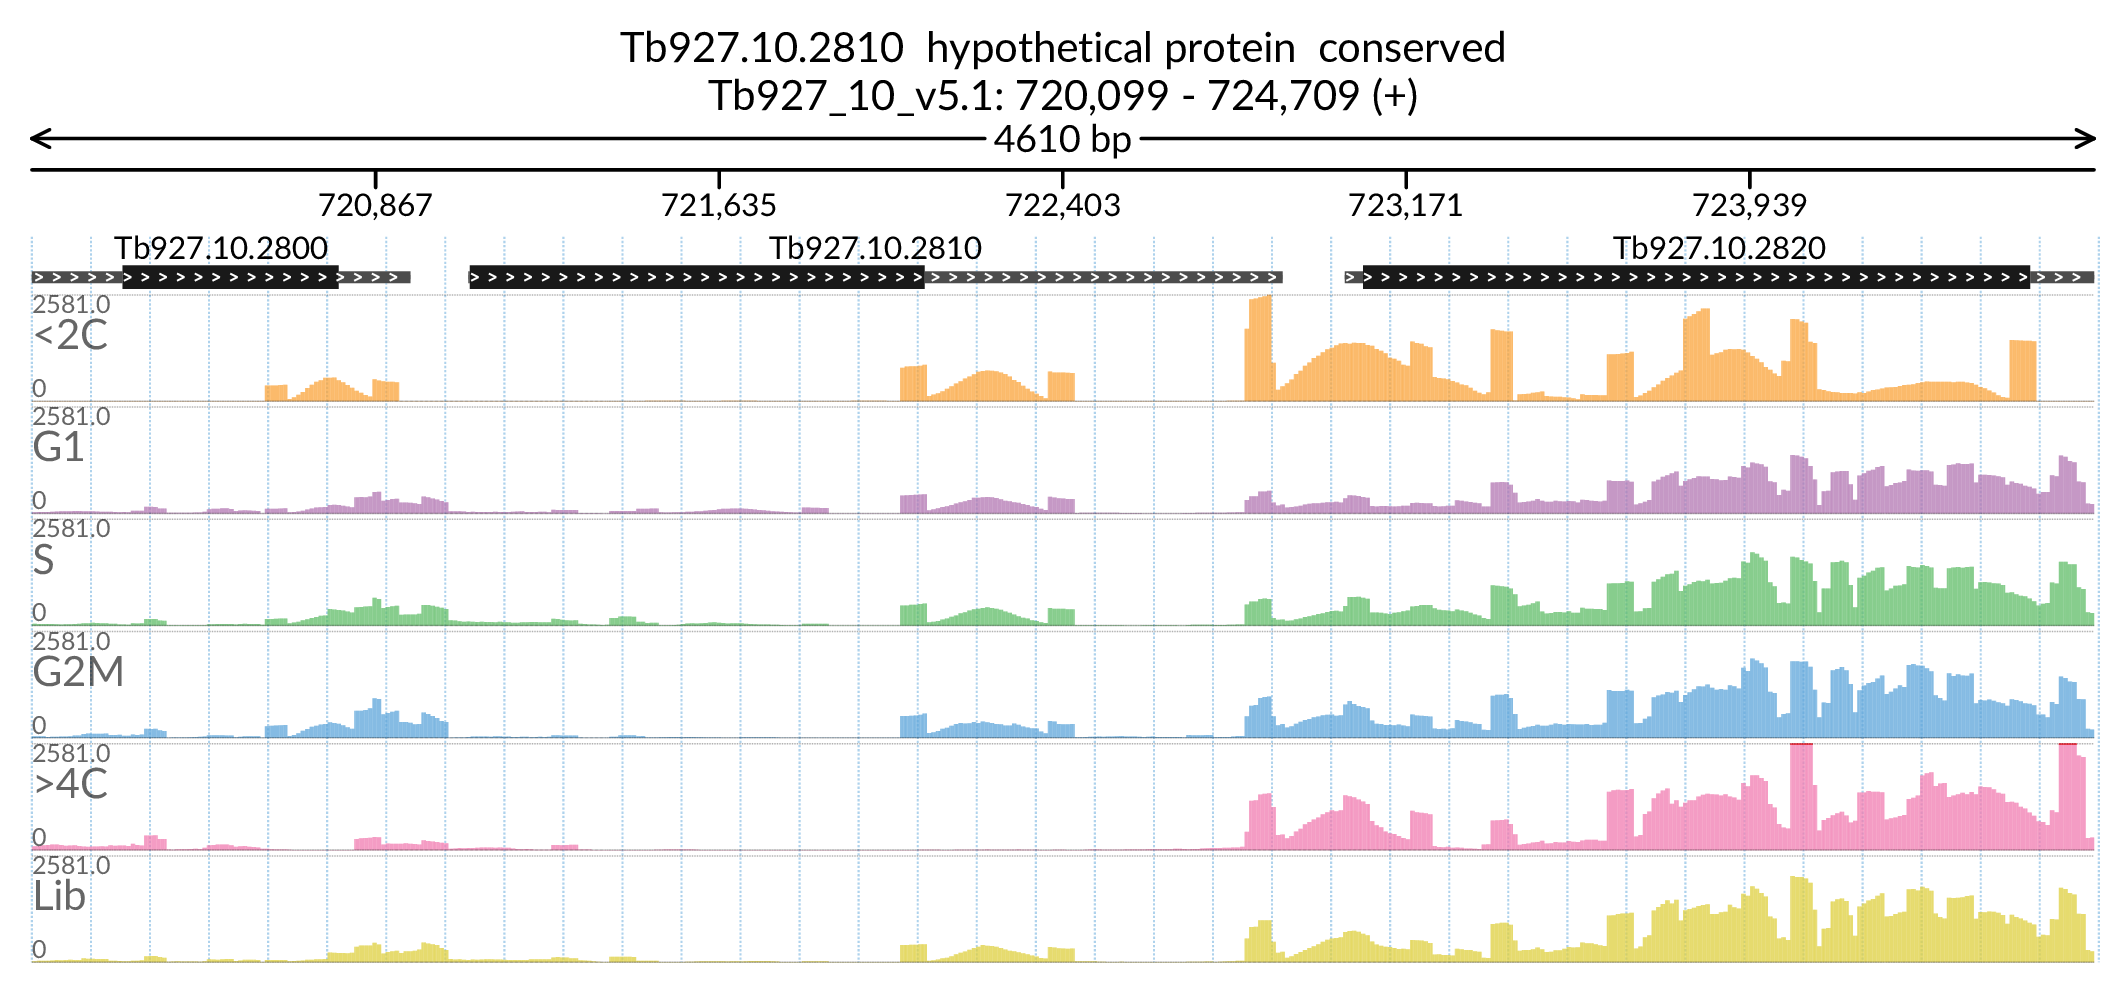 Tb927.10.2810 hypothetical protein conserved
Tb927_10_v5.1: 720,099 - 724,709 (+)
4610 bp
720,867 721,635 722,403 723,171 723,939
Tb927.10.2800 Tb927.10.2810 Tb927.10.2820
2581.0
<2C
0
2581.0
G1
0
2581.0
S
0
2581.0
G2M
0
2581.0
>4C
0
2581.0
Lib
0